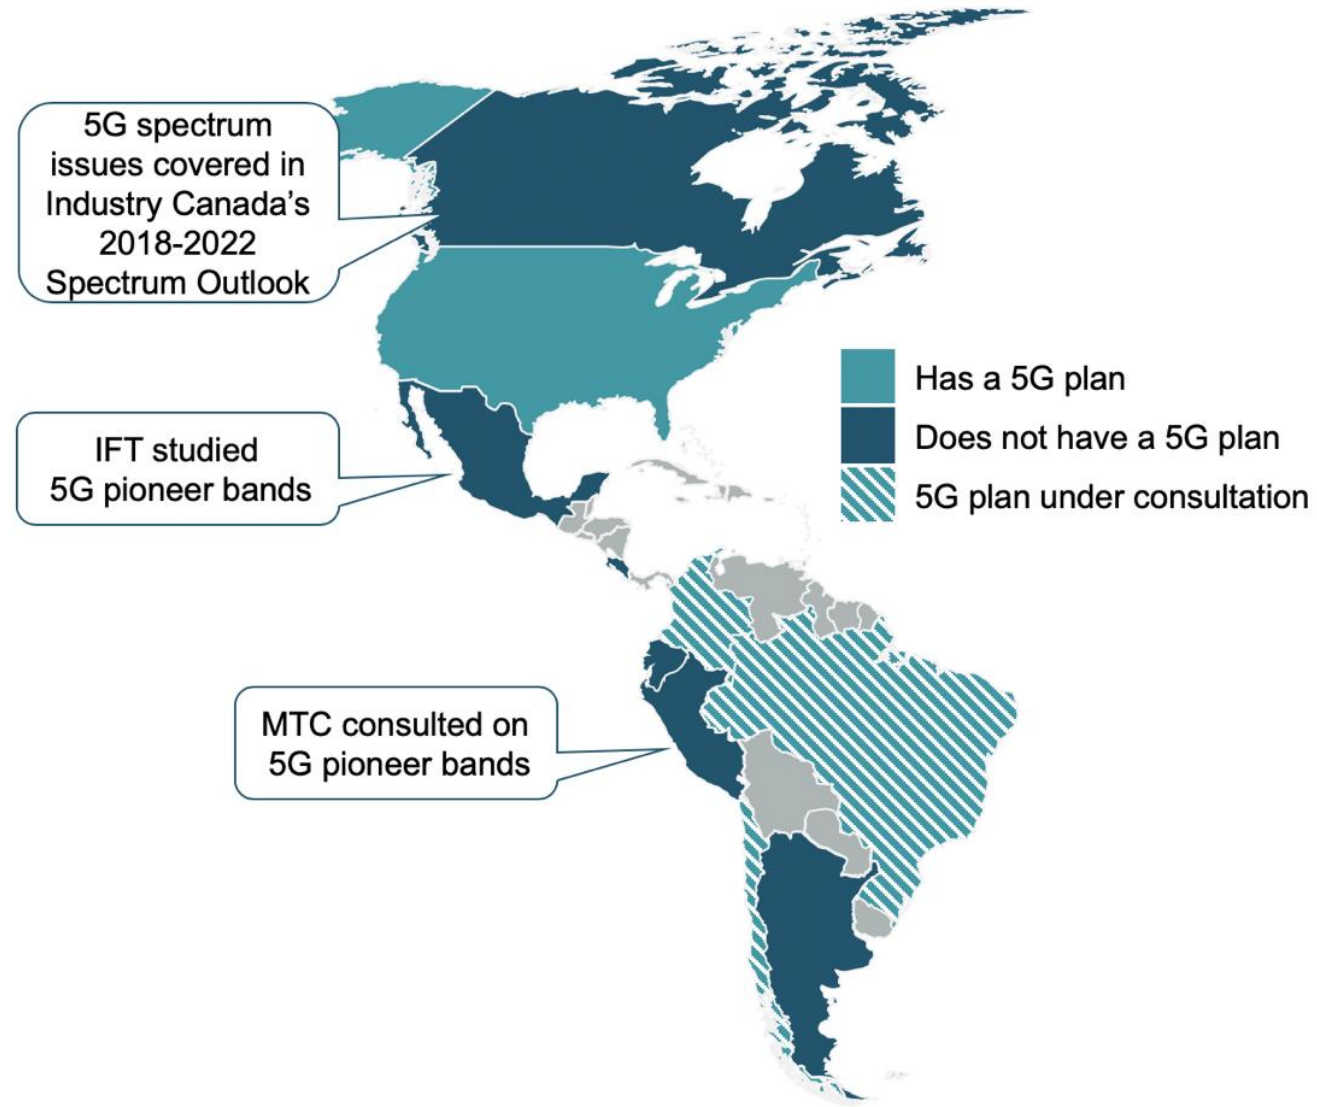 5G spectrum
issues covered in
Industry Canada’s
2018-2022
Spectrum Outlook
IFT studied
5G pioneer bands
MTC consulted on
5G pioneer bands
Has a 5G plan
Does not have a 5G plan
5G plan under consultation